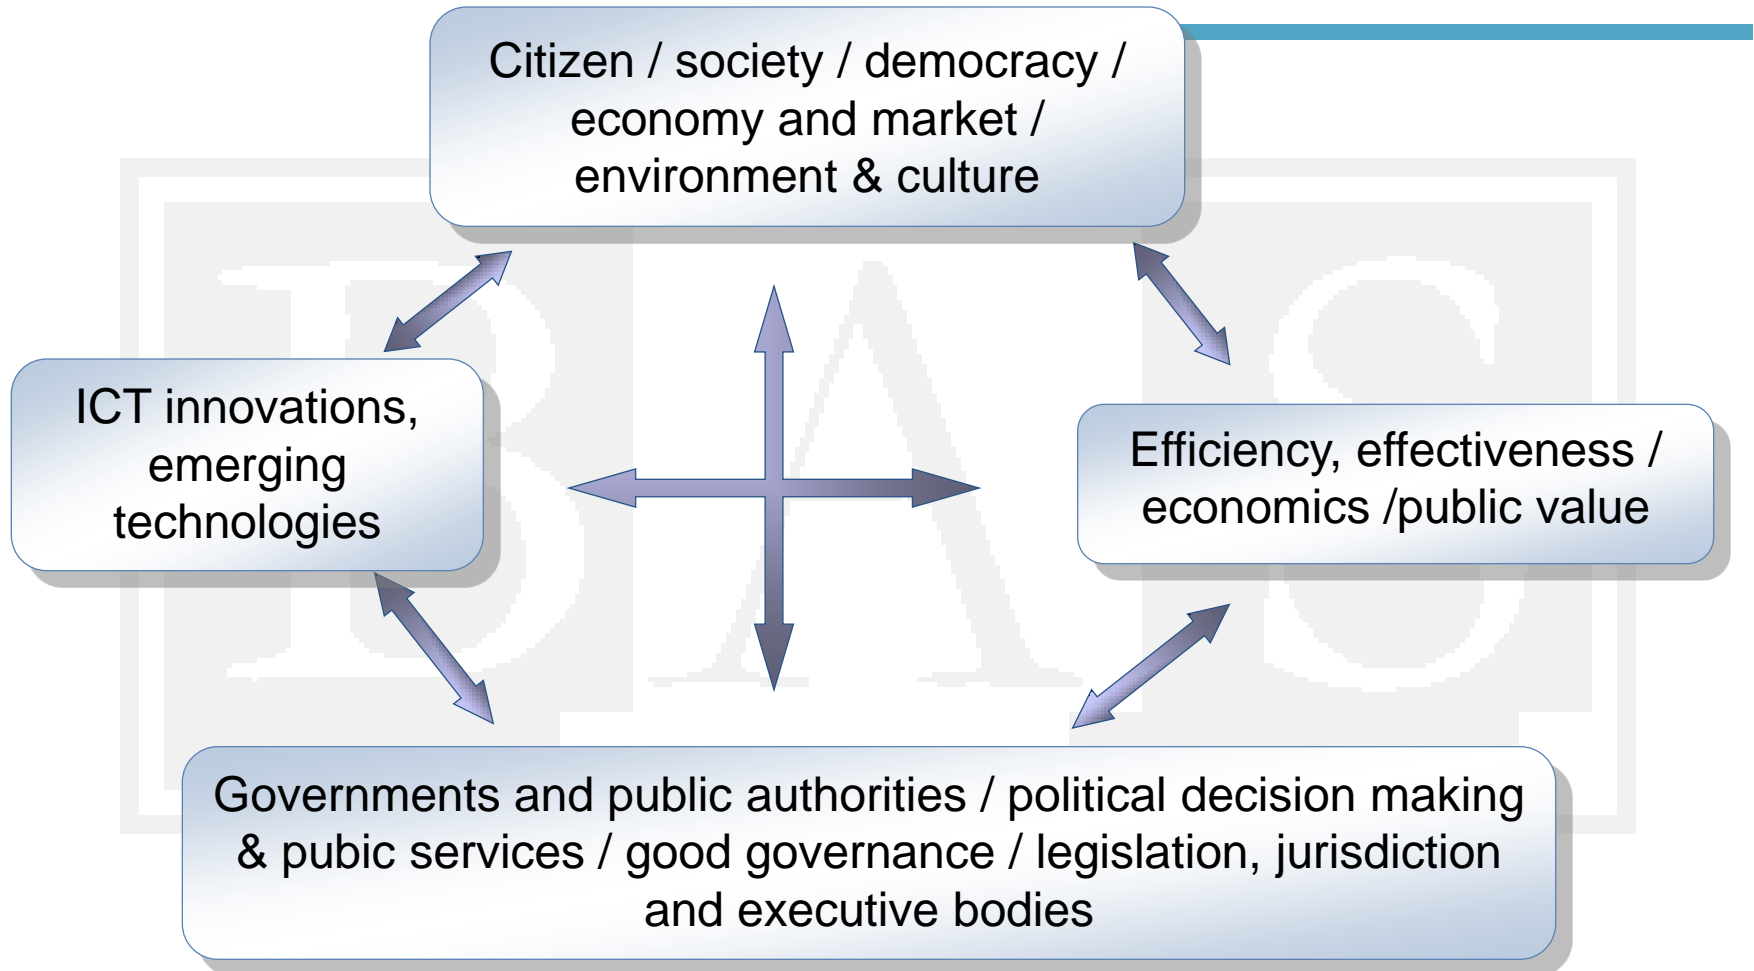 Citizen / society / democracy /
economy and market /
environment & culture
ICT innovations,
emerging
technologies
Efficiency, effectiveness /
economics /public value
Governments and public authorities / political decision making
& pubic services / good governance / legislation, jurisdiction
and executive bodies
BAS